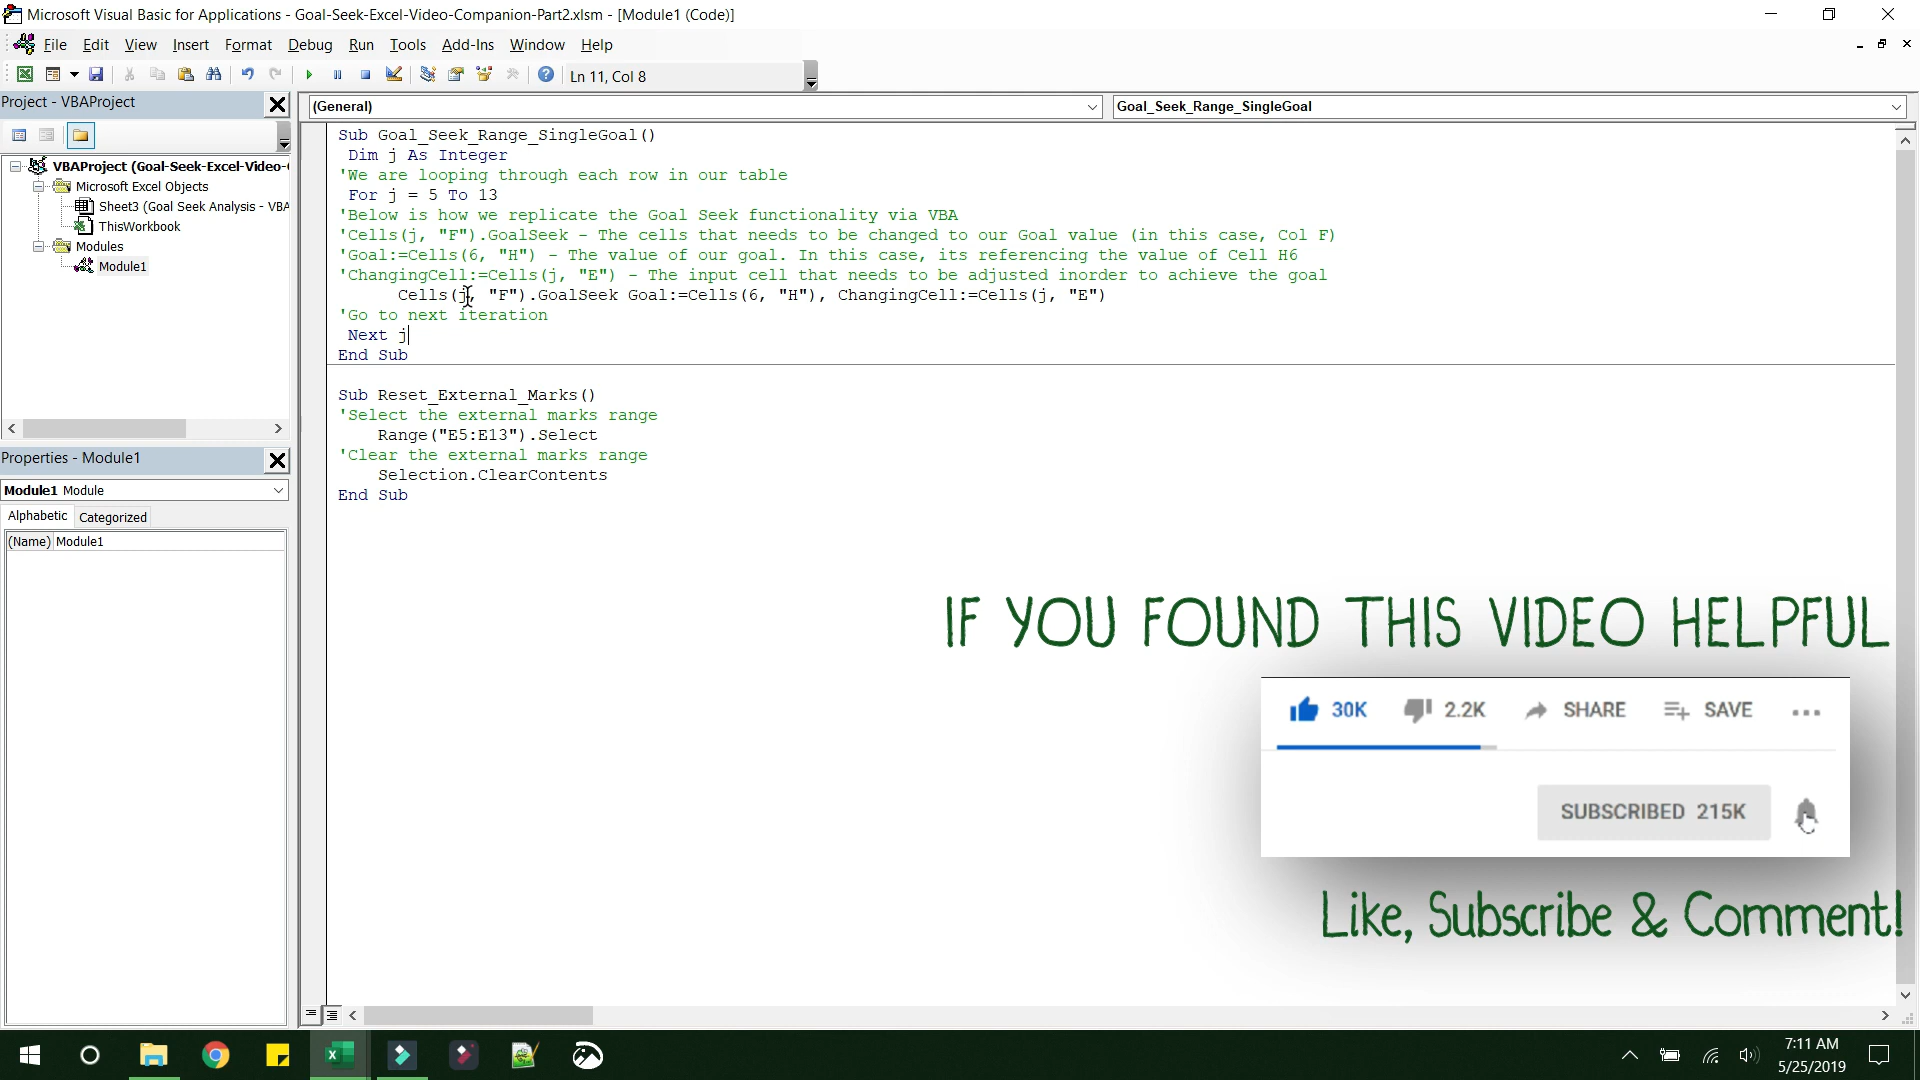 Microsoft Visual Basic for Applications - Goal-Seek-Excel-Video-Companion-Part2.xlsm - [Module1 (Code)]
File Edit View Insert Format Debug Run Tools Add-Ins Window Help
Ln 11, Col 8
Project - VBAProject
(General)
Goal_Seek_Range_SingleGoal
VBAProject (Goal-Seek-Excel-Video-
Microsoft Excel Objects
Sheet3 (Goal Seek Analysis - VBA
ThisWorkbook
Modules
Module1
Properties - Module1
Module1 Module
Alphabetic Categorized
(Name) Module1
Sub Goal_Seek_Range_SingleGoal()
Dim j As Integer
'We are looping through each row in our table
For j = 5 To 13
'Below is how we replicate the Goal Seek functionality via VBA
'Cells(j, "F").GoalSeek - The cells that needs to be changed to our Goal value (in this case, Col F)
'Goal:=Cells(6, "H") - The value of our goal. In this case, its referencing the value of Cell H6
'ChangingCell:=Cells(j, "E") - The input cell that needs to be adjusted inorder to achieve the goal
Cells(j, "F").GoalSeek Goal:=Cells(6, "H"), ChangingCell:=Cells(j, "E")
'Go to next iteration
Next j
End Sub
Sub Reset_External_Marks()
'Select the external marks range
Range("E5:E13").Select
'Clear the external marks range
Selection.ClearContents
End Sub
IF YOU FOUND THIS VIDEO HELPFUL
30K 2.2K SHARE SAVE
SUBSCRIBED 215K
Like, Subscribe & Comment!
7:11 AM
5/25/2019